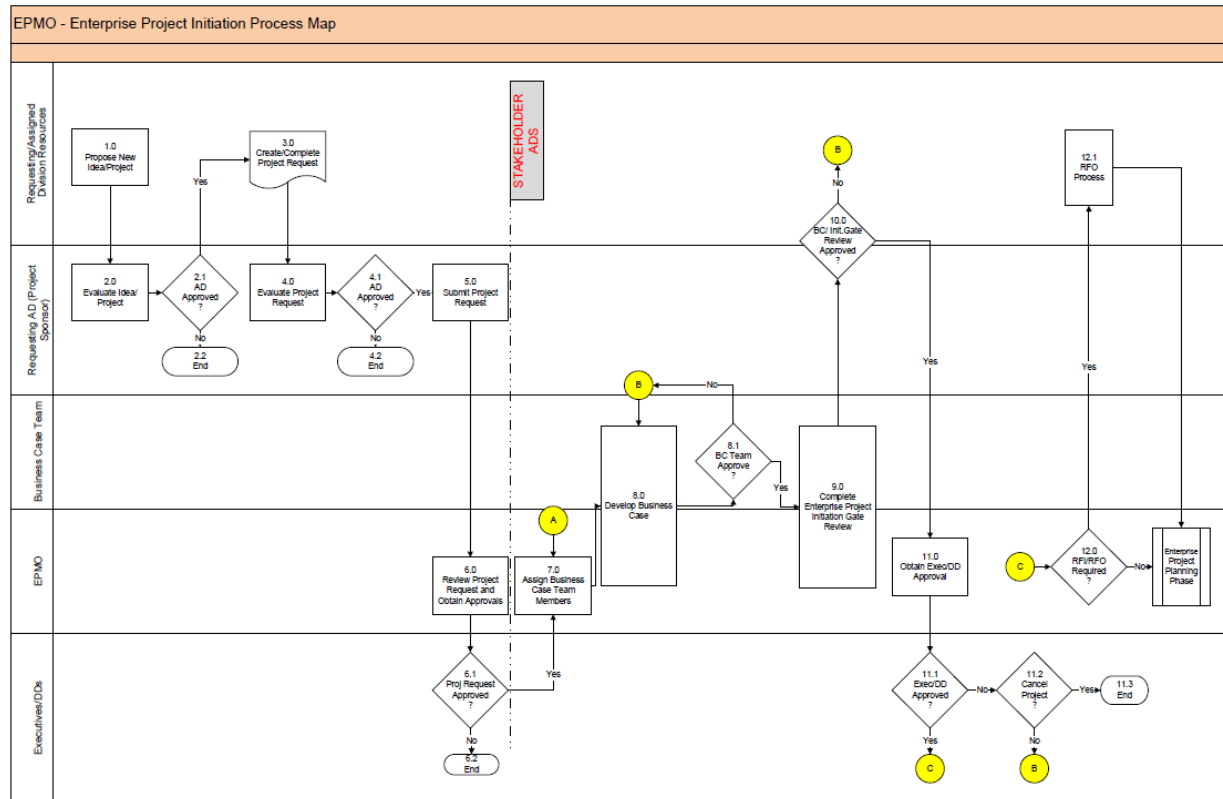 EPMO - Enterprise Project Initiation Process Map
Requesting/Assigned
Division Resources
1.0
Propose New
Idea/Project
3.0
Create/Complete
Project Request
Yes
STAKEHOLDER
ADS
B
No
10.0
BC/ Init.Gate
Review
Approved
?
12.1
RFO
Process
Requesting AD (Project
Sponsor)
2.0
Evaluate Idea/
Project
2.1
AD
Approved
?
No
2.2
End
4.0
Evaluate Project
Request
4.1
AD
Approved
?
Yes
No
4.2
End
5.0
Submit Project
Request
B
No
Yes
Yes
Business Case Team
8.0
Develop Business
Case
8.1
BC Team
Approve
?
Yes
9.0
Complete
Enterprise Project
Initiation Gate
Review
EPMO
6.0
Review Project
Request and
Obtain Approvals
A
7.0
Assign Business
Case Team
Members
11.0
Obtain Exec/DD
Approval
C
12.0
RFI/RFO
Required
?
No
Enterprise
Project
Planning
Phase
Executives/DDs
6.1
Proj Request
Approved
?
Yes
No
6.2
End
11.1
Exec/DD
Approved
?
No
Yes
C
11.2
Cancel
Project
?
Yes
No
B
11.3
End